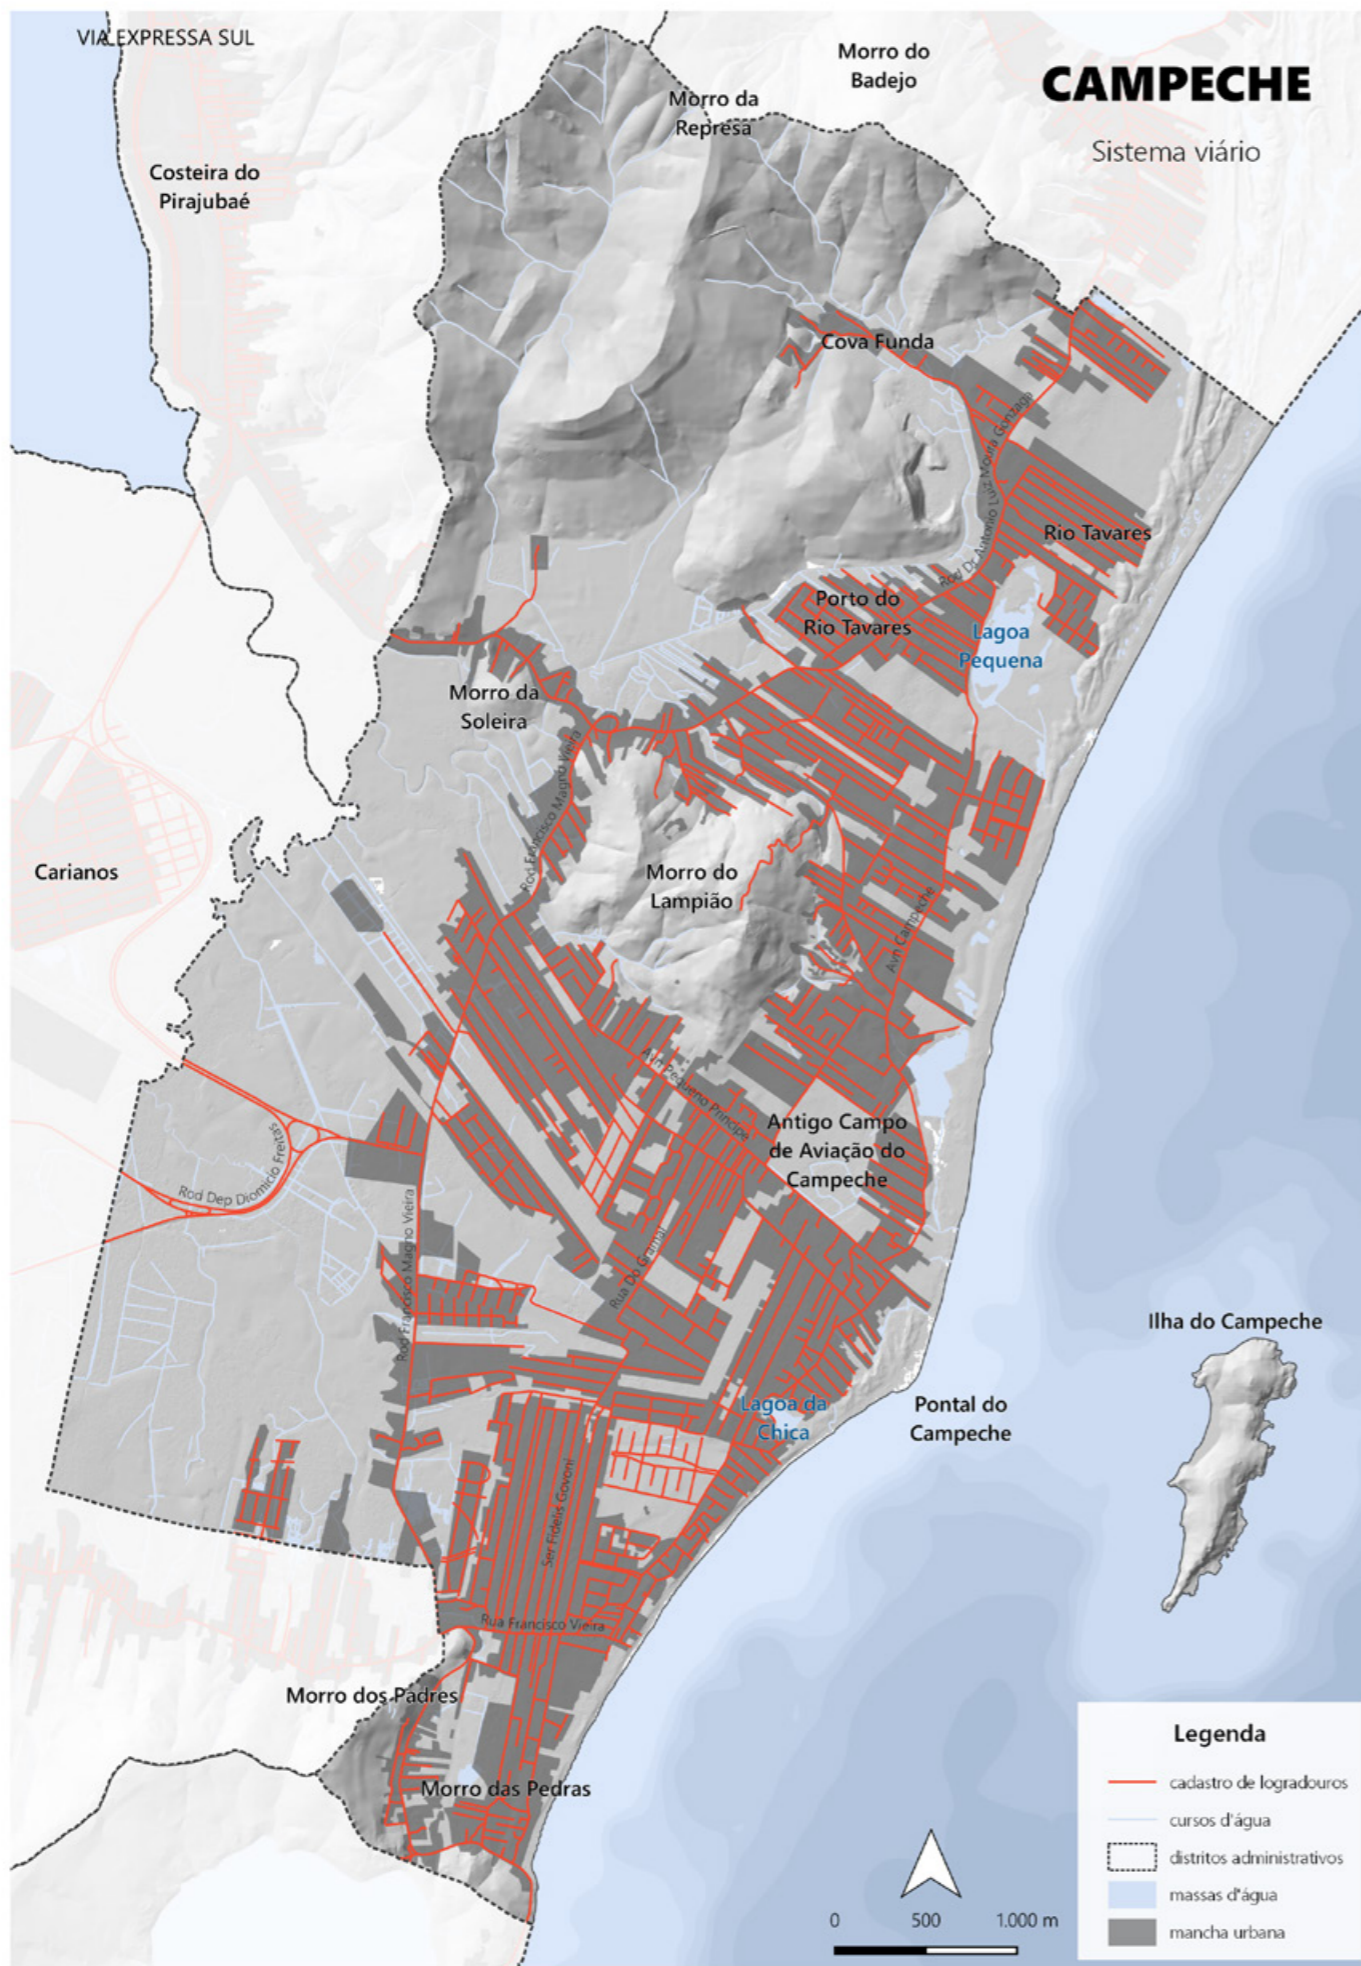 VIA EXPRESSA SUL
Morro do
Badejo
CAMPECHE
Sistema viário
Morro da
Represa
Costeira do
Pirajubaé
Cova Funda
Rod Dr Antonio Luiz Moura Gonzaga
Rio Tavares
Porto do
Rio Tavares
Lagoa
Pequena
Morro da
Soleira
Rod Francisco Magno Vieira
Carianos
Morro do
Lampião
Avn Campeche
Avn Pequeno Principe
Antigo Campo
de Aviação do
Campeche
Rod Dep Diomicio Freitas
Rod Francisco Magno Vieira
Rua Do Gramal
Ilha do Campeche
Lagoa da
Chica
Pontal do
Campeche
Ser Fidelis Govoni
Rua Francisco Vieira
Morro dos Padres
Morro das Pedras
Legenda
cadastro de logradouros
cursos d'água
distritos administrativos
massas d'água
mancha urbana
0 500 1.000 m